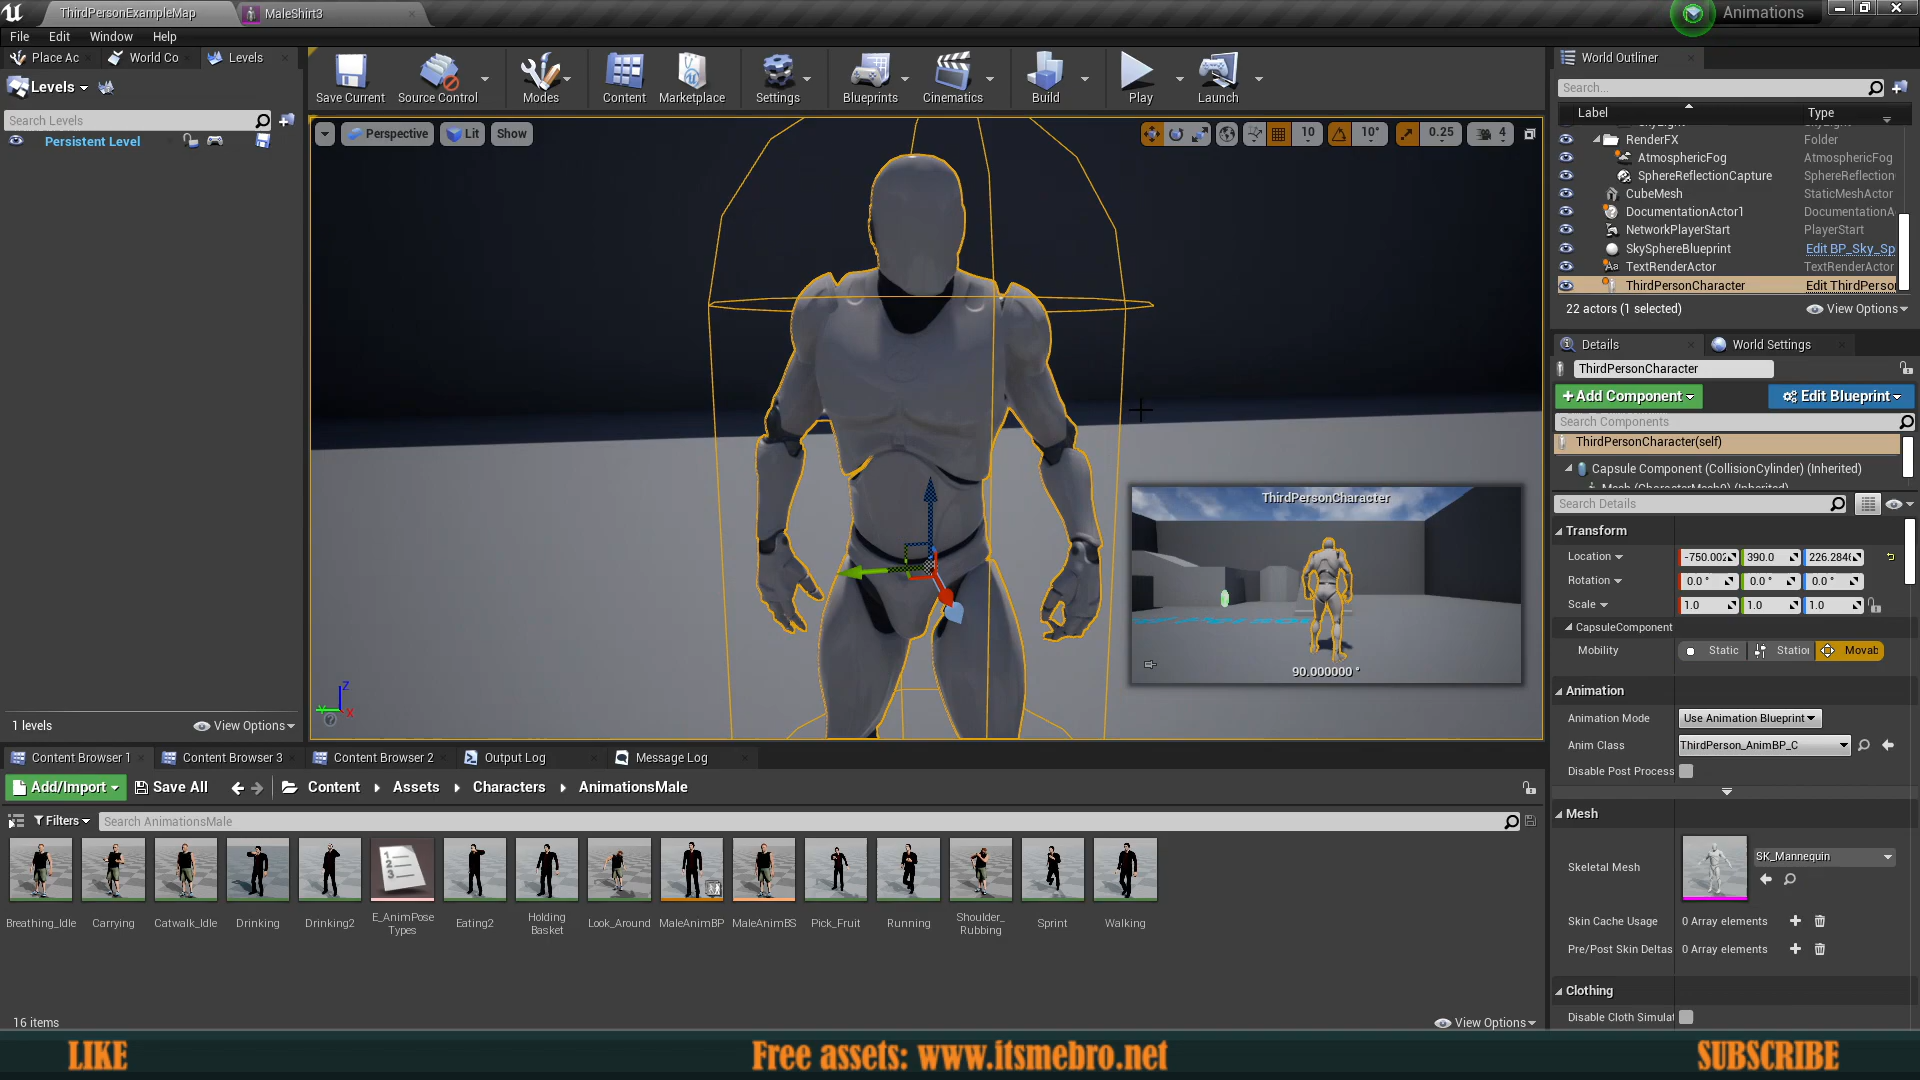 ThirdPersonExampleMap
MaleShirt3
Animations
File Edit Window Help
Place Ac
World Co
Levels
Levels
Search Levels
Persistent Level
1 levels
View Options
Save Current
Source Control
Modes
Content
Marketplace
Settings
Blueprints
Cinematics
Build
Play
Launch
Perspective
Lit
Show
10
10°
0.25
4
ThirdPersonCharacter
90.000000 °
Z
Y
X
World Outliner
Search...
Label
Type
RenderFX Folder
AtmosphericFog AtmosphericFog
SphereReflectionCapture SphereReflection
CubeMesh StaticMeshActor
DocumentationActor1 DocumentationA
NetworkPlayerStart PlayerStart
SkySphereBlueprint Edit BP_Sky_Sp
TextRenderActor TextRenderActor
ThirdPersonCharacter Edit ThirdPerson
22 actors (1 selected)
View Options
Details
World Settings
ThirdPersonCharacter
+Add Component
Edit Blueprint
Search Components
ThirdPersonCharacter(self)
Capsule Component (CollisionCylinder) (Inherited)
Mesh (CharacterMesh0) (Inherited)
Search Details
Transform
Location -750.002 390.0 226.284
Rotation 0.0 ° 0.0 ° 0.0 °
Scale 1.0 1.0 1.0
CapsuleComponent
Mobility Static Station Movab
Animation
Animation Mode Use Animation Blueprint
Anim Class ThirdPerson_AnimBP_C
Disable Post Process
Mesh
Skeletal Mesh SK_Mannequin
Skin Cache Usage 0 Array elements
Pre/Post Skin Deltas 0 Array elements
Clothing
Disable Cloth Simulat
Content Browser 1
Content Browser 3
Content Browser 2
Output Log
Message Log
Add/Import
Save All
Content
Assets
Characters
AnimationsMale
Filters
Search AnimationsMale
Breathing_Idle
Carrying
Catwalk_Idle
Drinking
Drinking2
E_AnimPose
Types
Eating2
Holding
Basket
Look_Around
MaleAnimBP
MaleAnimBS
Pick_Fruit
Running
Shoulder_
Rubbing
Sprint
Walking
16 items
View Options
LIKE
Free assets: www.itsmebro.net
SUBSCRIBE